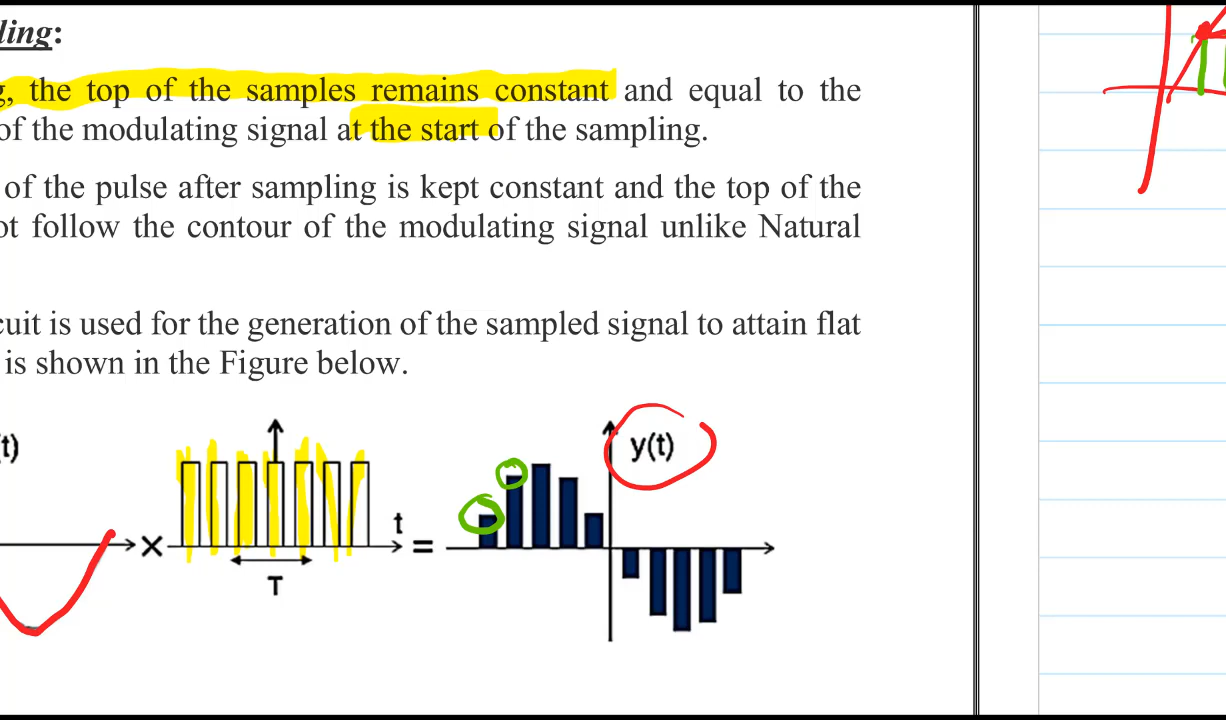 ling:
g, the top of the samples remains constant and equal to the
of the modulating signal at the start of the sampling.
of the pulse after sampling is kept constant and the top of the
ot follow the contour of the modulating signal unlike Natural
cuit is used for the generation of the sampled signal to attain flat
is shown in the Figure below.
(t)
y(t)
t
× =
T